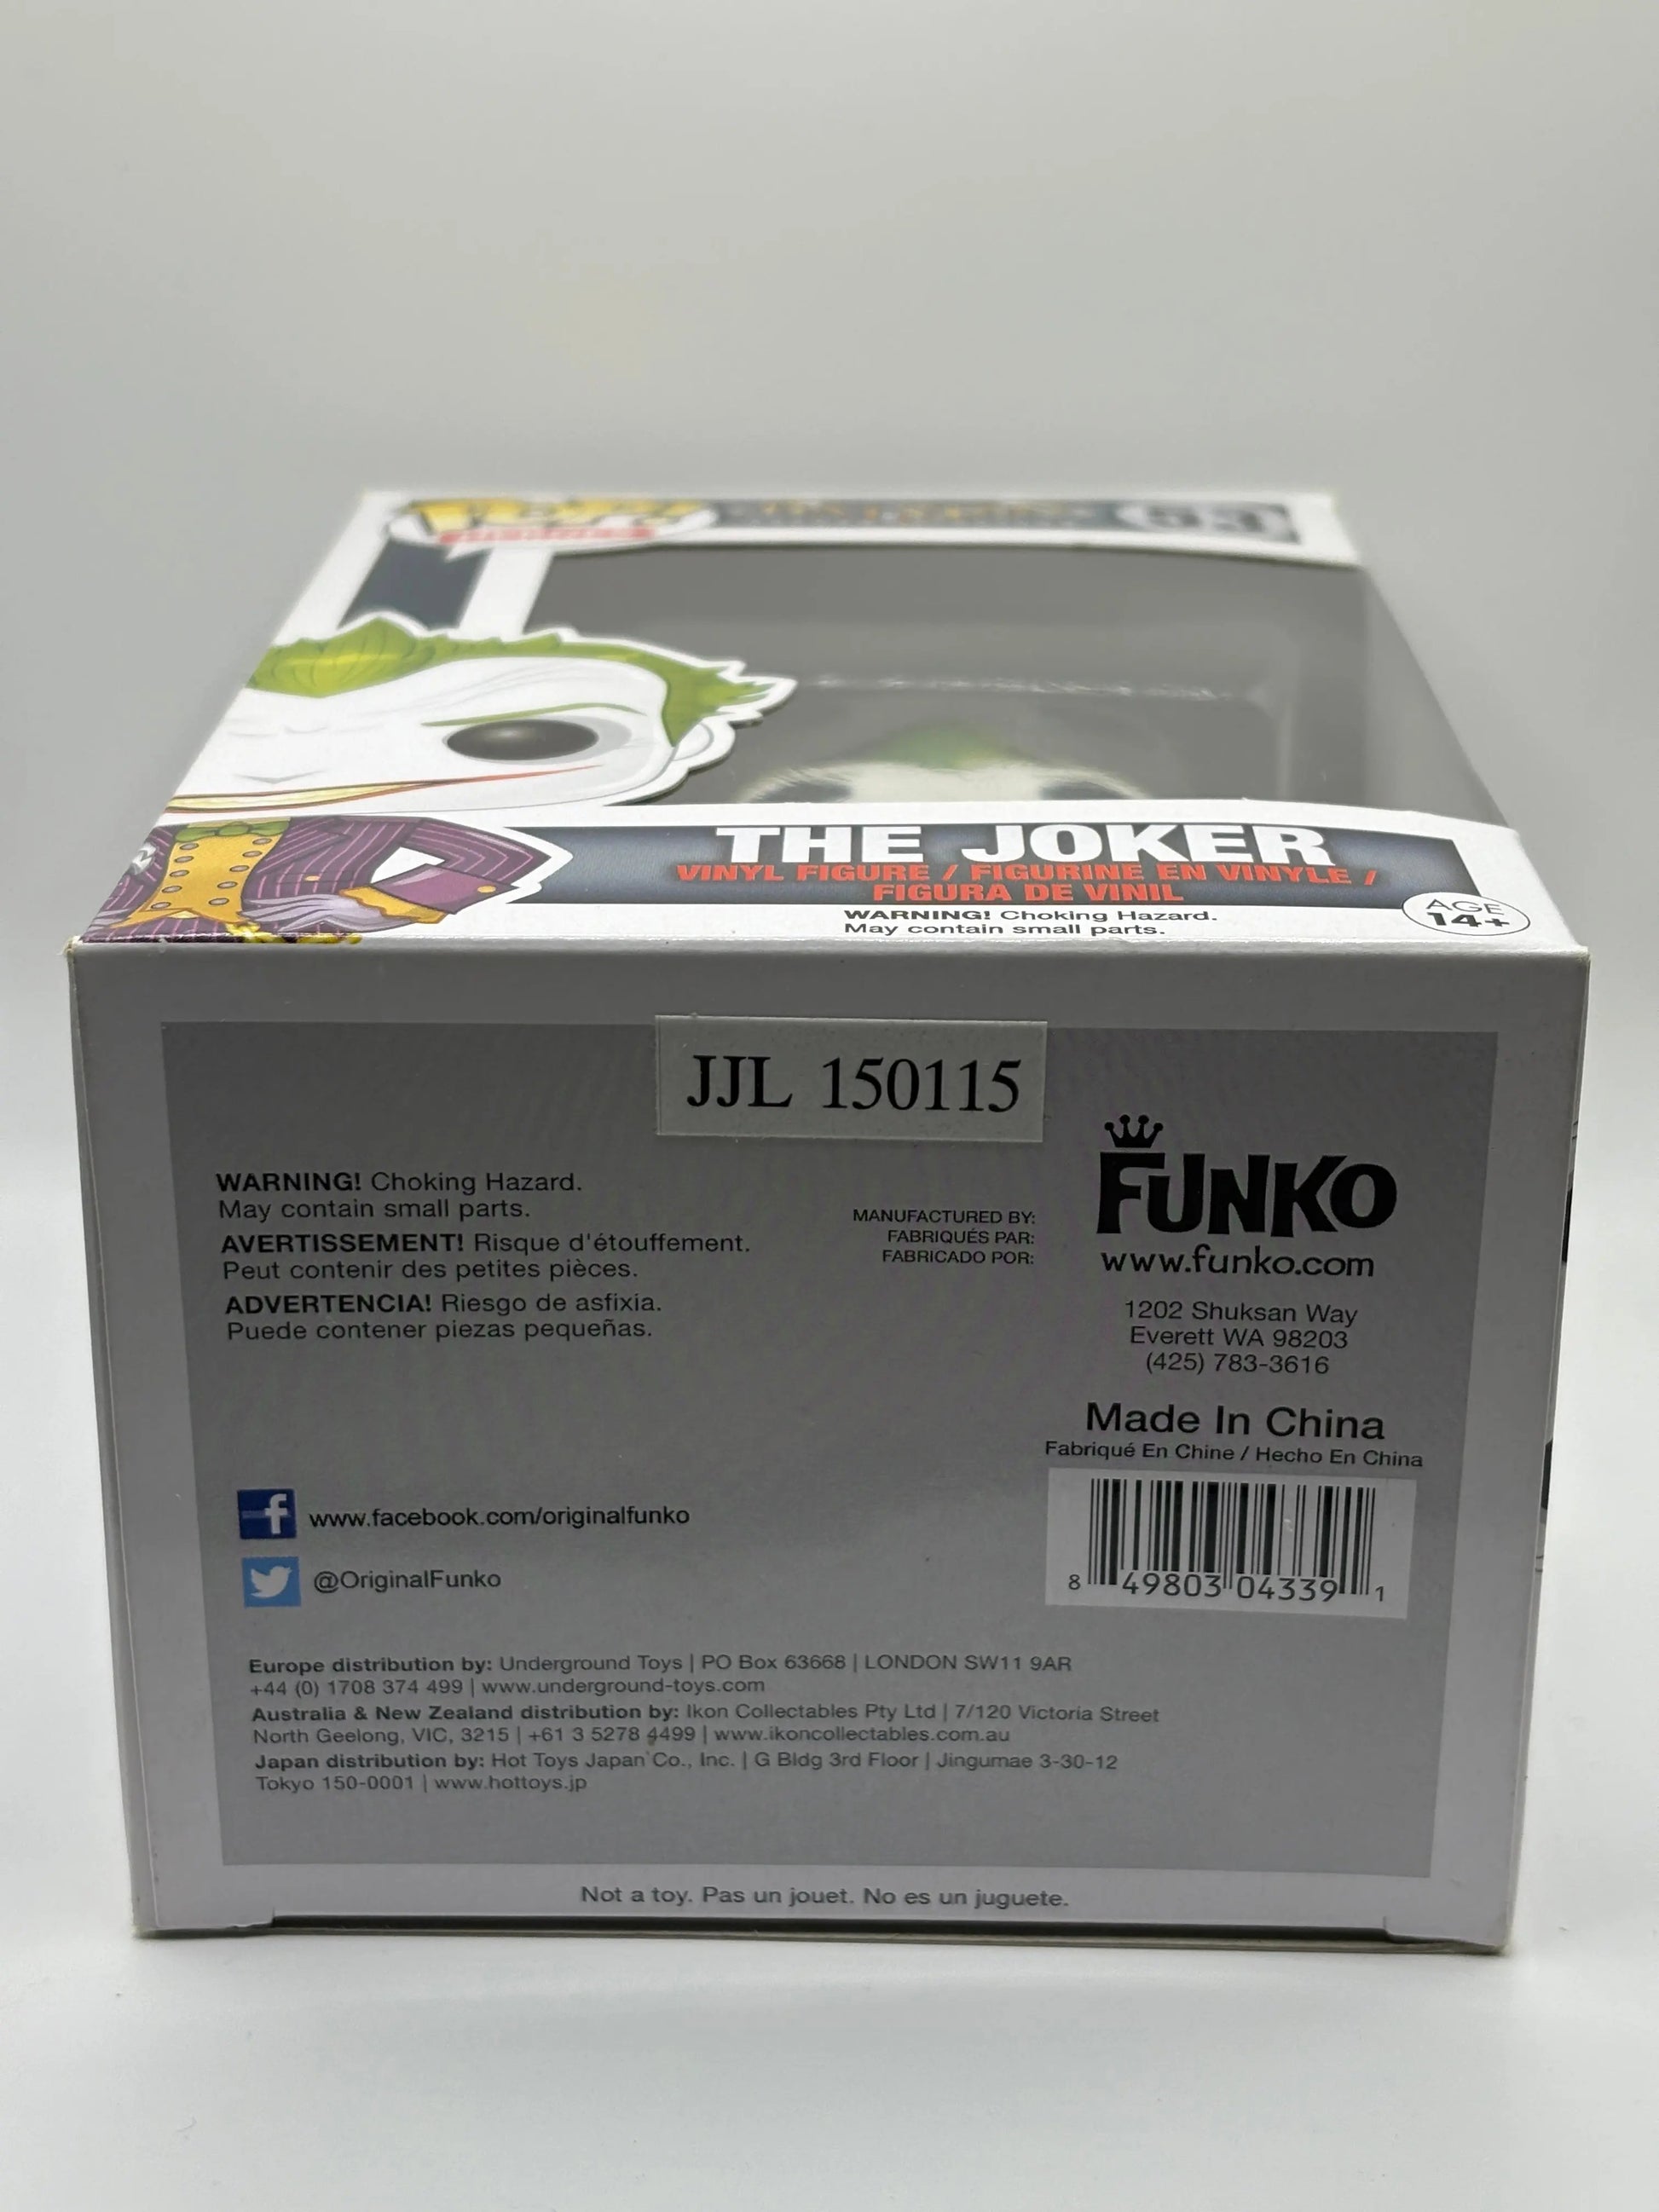 POP!
HEROES
53
THE JOKER
VINYL FIGURE / FIGURINE EN VINYLE /
FIGURA DE VINIL
WARNING! Choking Hazard.
May contain small parts.
AGE
14+
JJL 150115
WARNING! Choking Hazard.
May contain small parts.
AVERTISSEMENT! Risque d'étouffement.
Peut contenir des petites pièces.
ADVERTENCIA! Riesgo de asfixia.
Puede contener piezas pequeñas.
MANUFACTURED BY:
FABRIQUÉS PAR:
FABRICADO POR:
FUNKO
www.funko.com
1202 Shuksan Way
Everett WA 98203
(425) 783-3616
Made In China
Fabriqué En Chine / Hecho En China
8 49803 04339 1
f www.facebook.com/originalfunko
@OriginalFunko
Europe distribution by: Underground Toys | PO Box 63668 | LONDON SW11 9AR
+44 (0) 1708 374 499 | www.underground-toys.com
Australia & New Zealand distribution by: Ikon Collectables Pty Ltd | 7/120 Victoria Street
North Geelong, VIC, 3215 | +61 3 5278 4499 | www.ikoncollectables.com.au
Japan distribution by: Hot Toys Japan Co., Inc. | G Bldg 3rd Floor | Jingumae 3-30-12
Tokyo 150-0001 | www.hottoys.jp
Not a toy. Pas un jouet. No es un juguete.